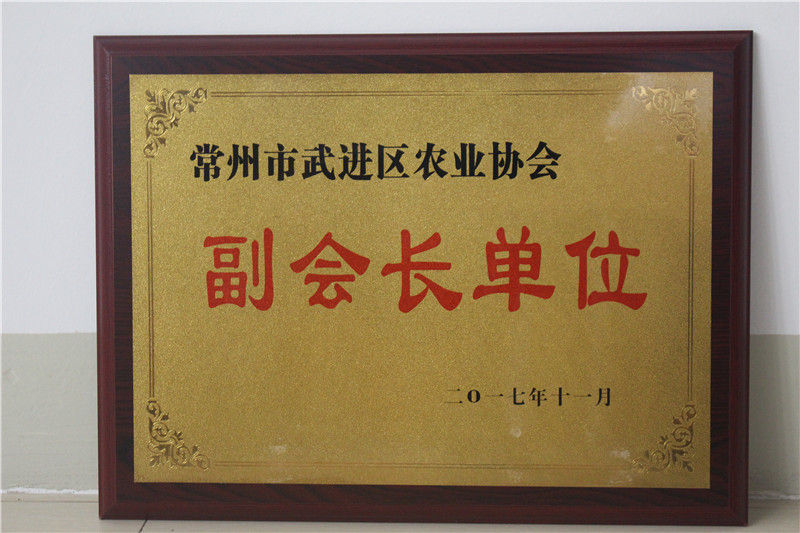 常州市武进区农业协会
副会长单位
二0一七年十一月